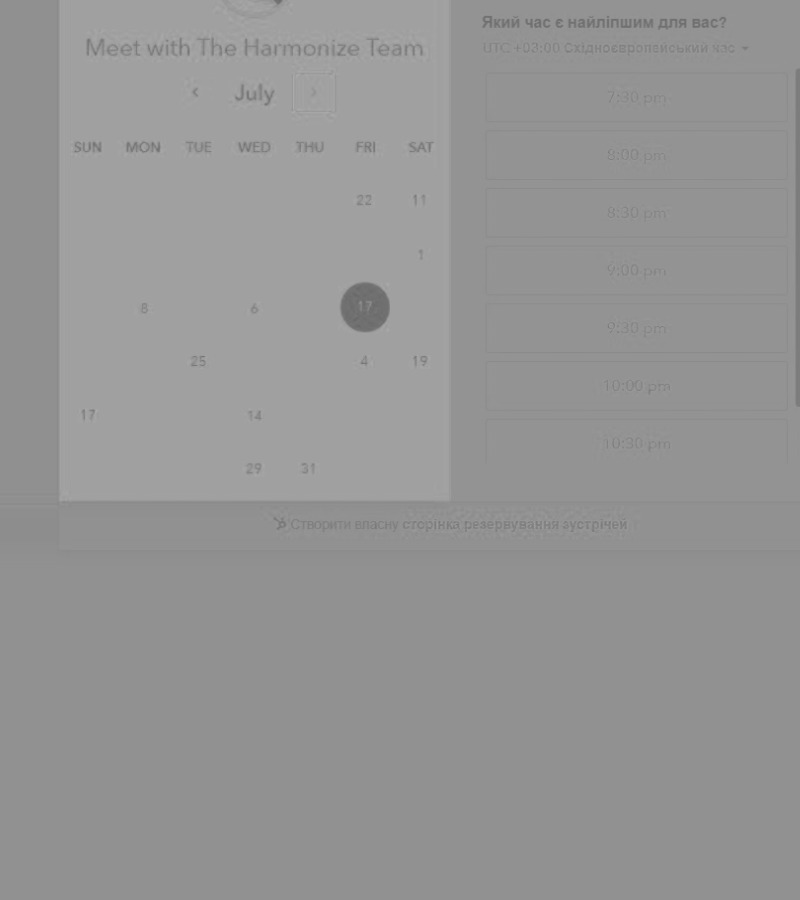 Meet with The Harmonize Team
July
SUN MON TUE WED THU FRI SAT
22 11
1
8 6 17
25 4 19
17 14
29 31
Який час є найліпшим для вас?
UTC +03:00 Східноєвропейський час
7:30 pm
8:00 pm
8:30 pm
9:00 pm
9:30 pm
10:00 pm
10:30 pm
Створити власну сторінка резервування зустрічей